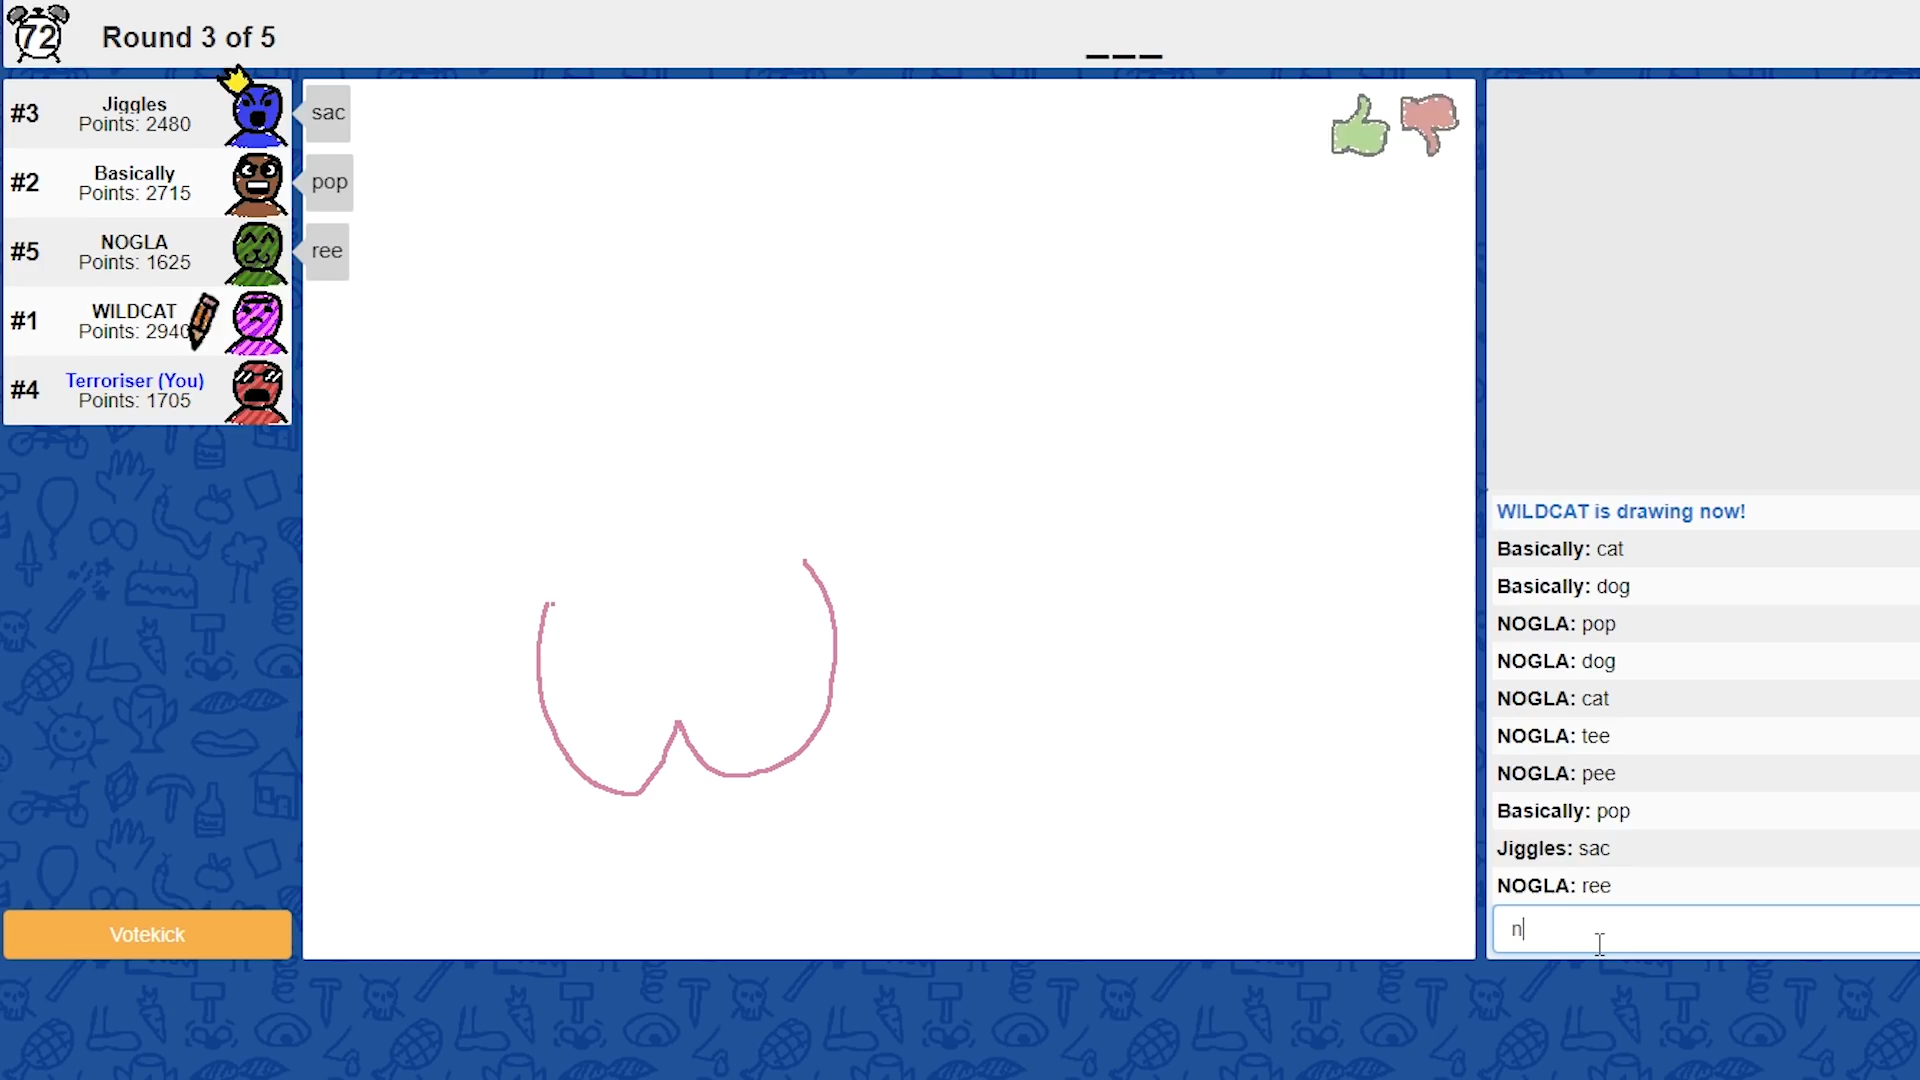 72
Round 3 of 5
___
#3
Jiggles
Points: 2480
sac
#2
Basically
Points: 2715
pop
#5
NOGLA
Points: 1625
ree
#1
WILDCAT
Points: 2940
#4
Terroriser (You)
Points: 1705
Votekick
WILDCAT is drawing now!
Basically: cat
Basically: dog
NOGLA: pop
NOGLA: dog
NOGLA: cat
NOGLA: tee
NOGLA: pee
Basically: pop
Jiggles: sac
NOGLA: ree
n